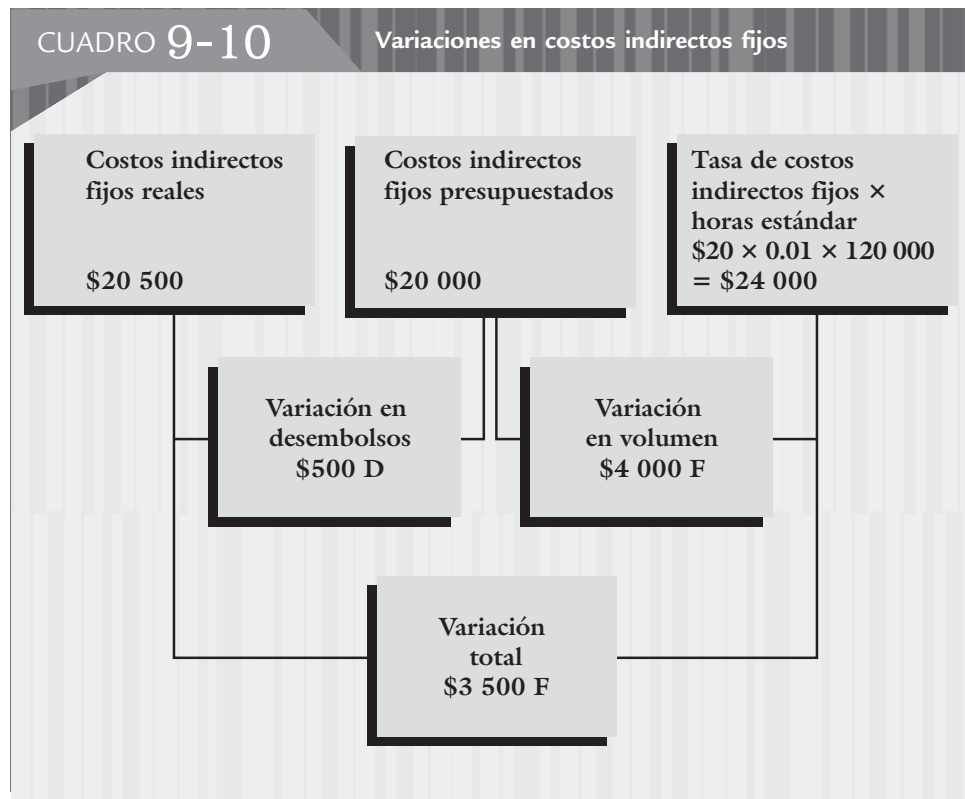 CUADRO 9-10
Variaciones en costos indirectos fijos
Costos indirectos
fijos reales
$20 500
Costos indirectos
fijos presupuestados
$20 000
Tasa de costos
indirectos fijos ×
horas estándar
$20 × 0.01 × 120 000
= $24 000
Variación en
desembolsos
$500 D
Variación
en volumen
$4 000 F
Variación
total
$3 500 F